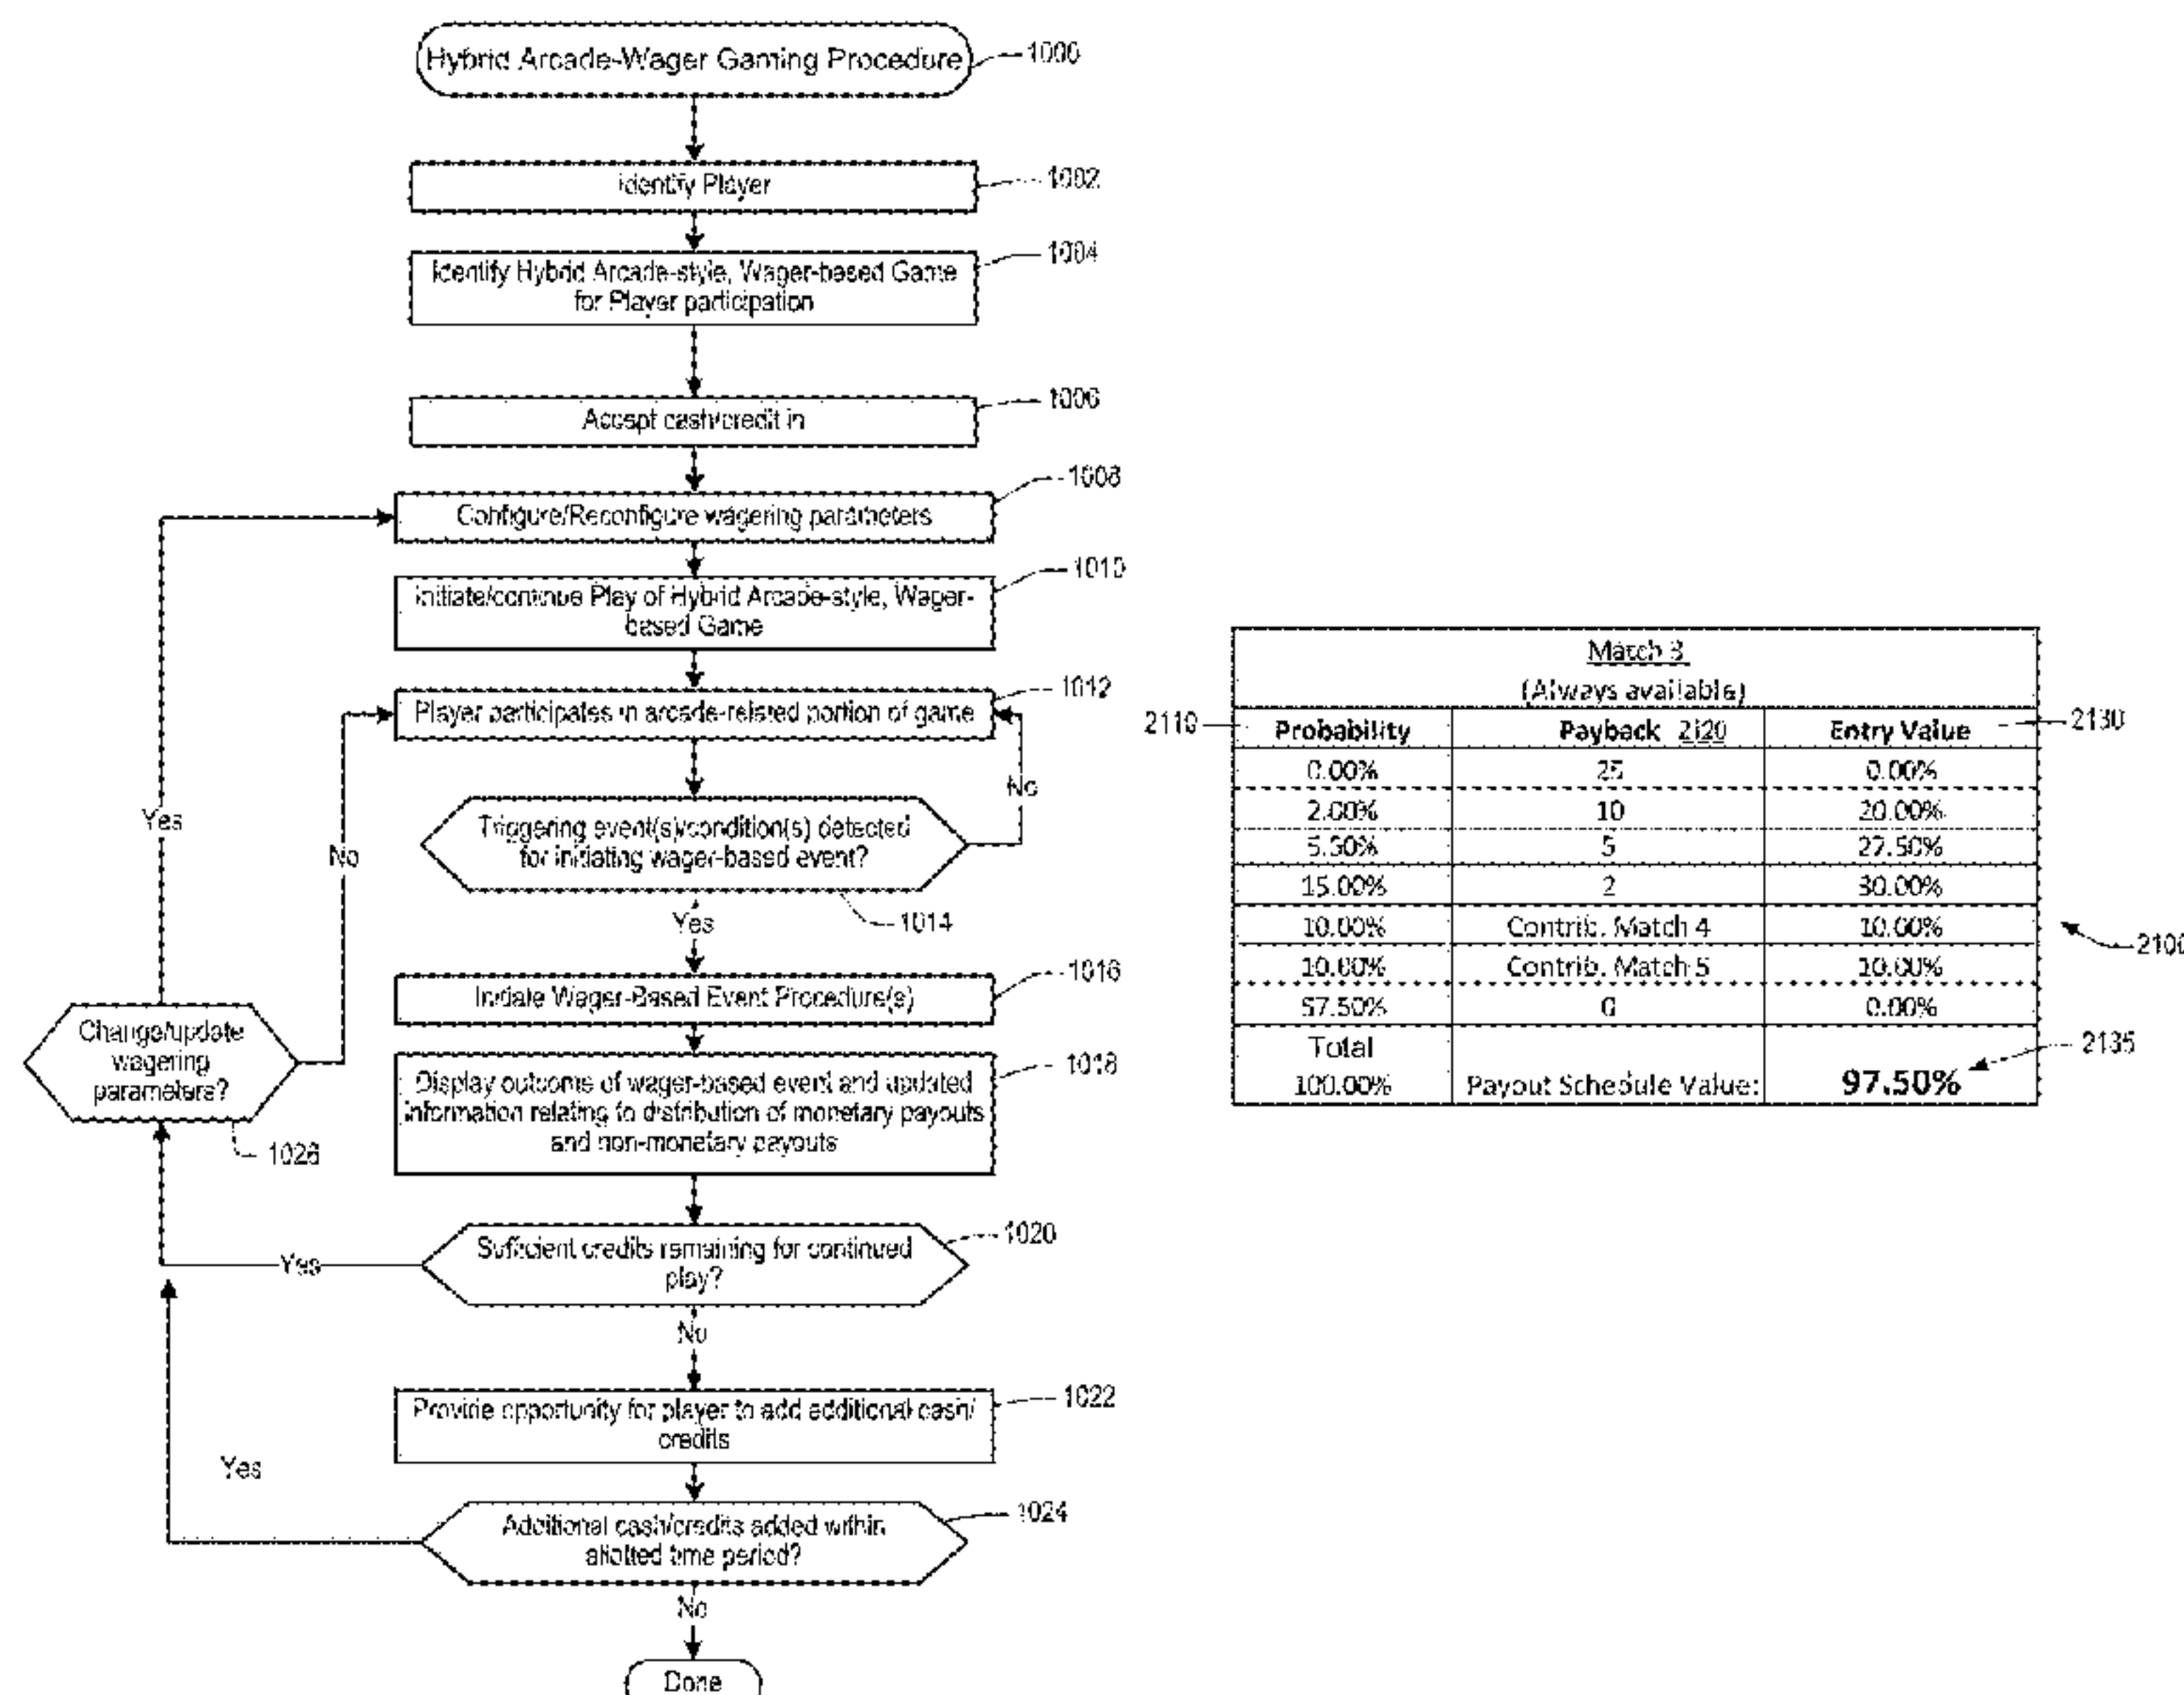 Hybrid Arcade-Wager Gaming Procedure
1000
Identify Player
1002
Identify Hybrid Arcade-style, Wager-based Game
for Player participation
1004
Accept cash/credit in
1006
Configure/Reconfigure wagering parameters
1008
Initiate/continue Play of Hybrid Arcade-style, Wager-
based Game
1010
Player participates in arcade-related portion of game
1012
No
Triggering event(s)/condition(s) detected
for initiating wager-based event?
1014
Yes
No
Yes
Initiate Wager-Based Event Procedure(s)
1016
Change/update
wagering
parameters?
1026
Display outcome of wager-based event and updated
information relating to distribution of monetary payouts
and non-monetary payouts
1018
Sufficient credits remaining for continued
play?
1020
Yes
No
Provide opportunity for player to add additional cash/
credits
1022
Yes
Additional cash/credits added within
allotted time period?
1024
No
Done
Match 3
(Always available)
2110
Probability Payback 2120 Entry Value
2130
0.00% 25 0.00%
2.00% 10 20.00%
5.50% 5 27.50%
15.00% 2 30.00%
10.00% Contrib. Match 4 10.00%
10.00% Contrib. Match 5 10.00%
57.50% 0 0.00%
Total
100.00% Payout Schedule Value: 97.50%
2100
2135